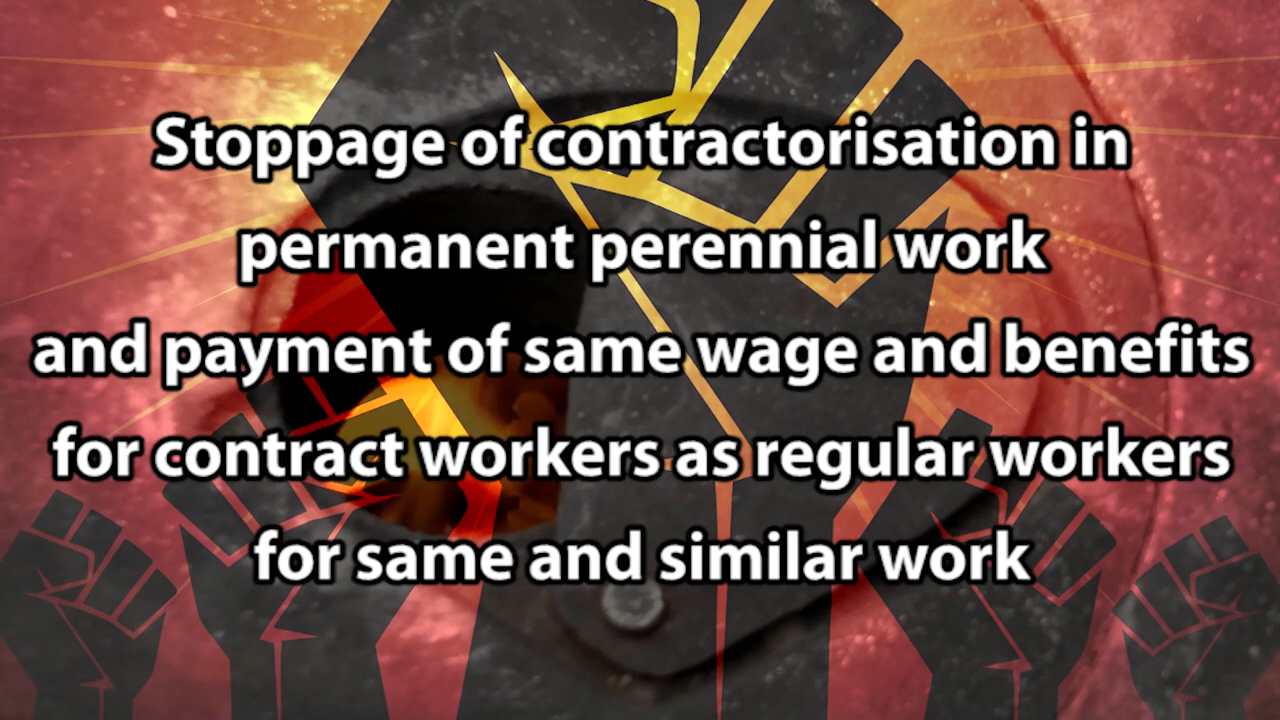 Stoppage of contractorisation in
permanent perennial work
and payment of same wage and benefits
for contract workers as regular workers
for same and similar work